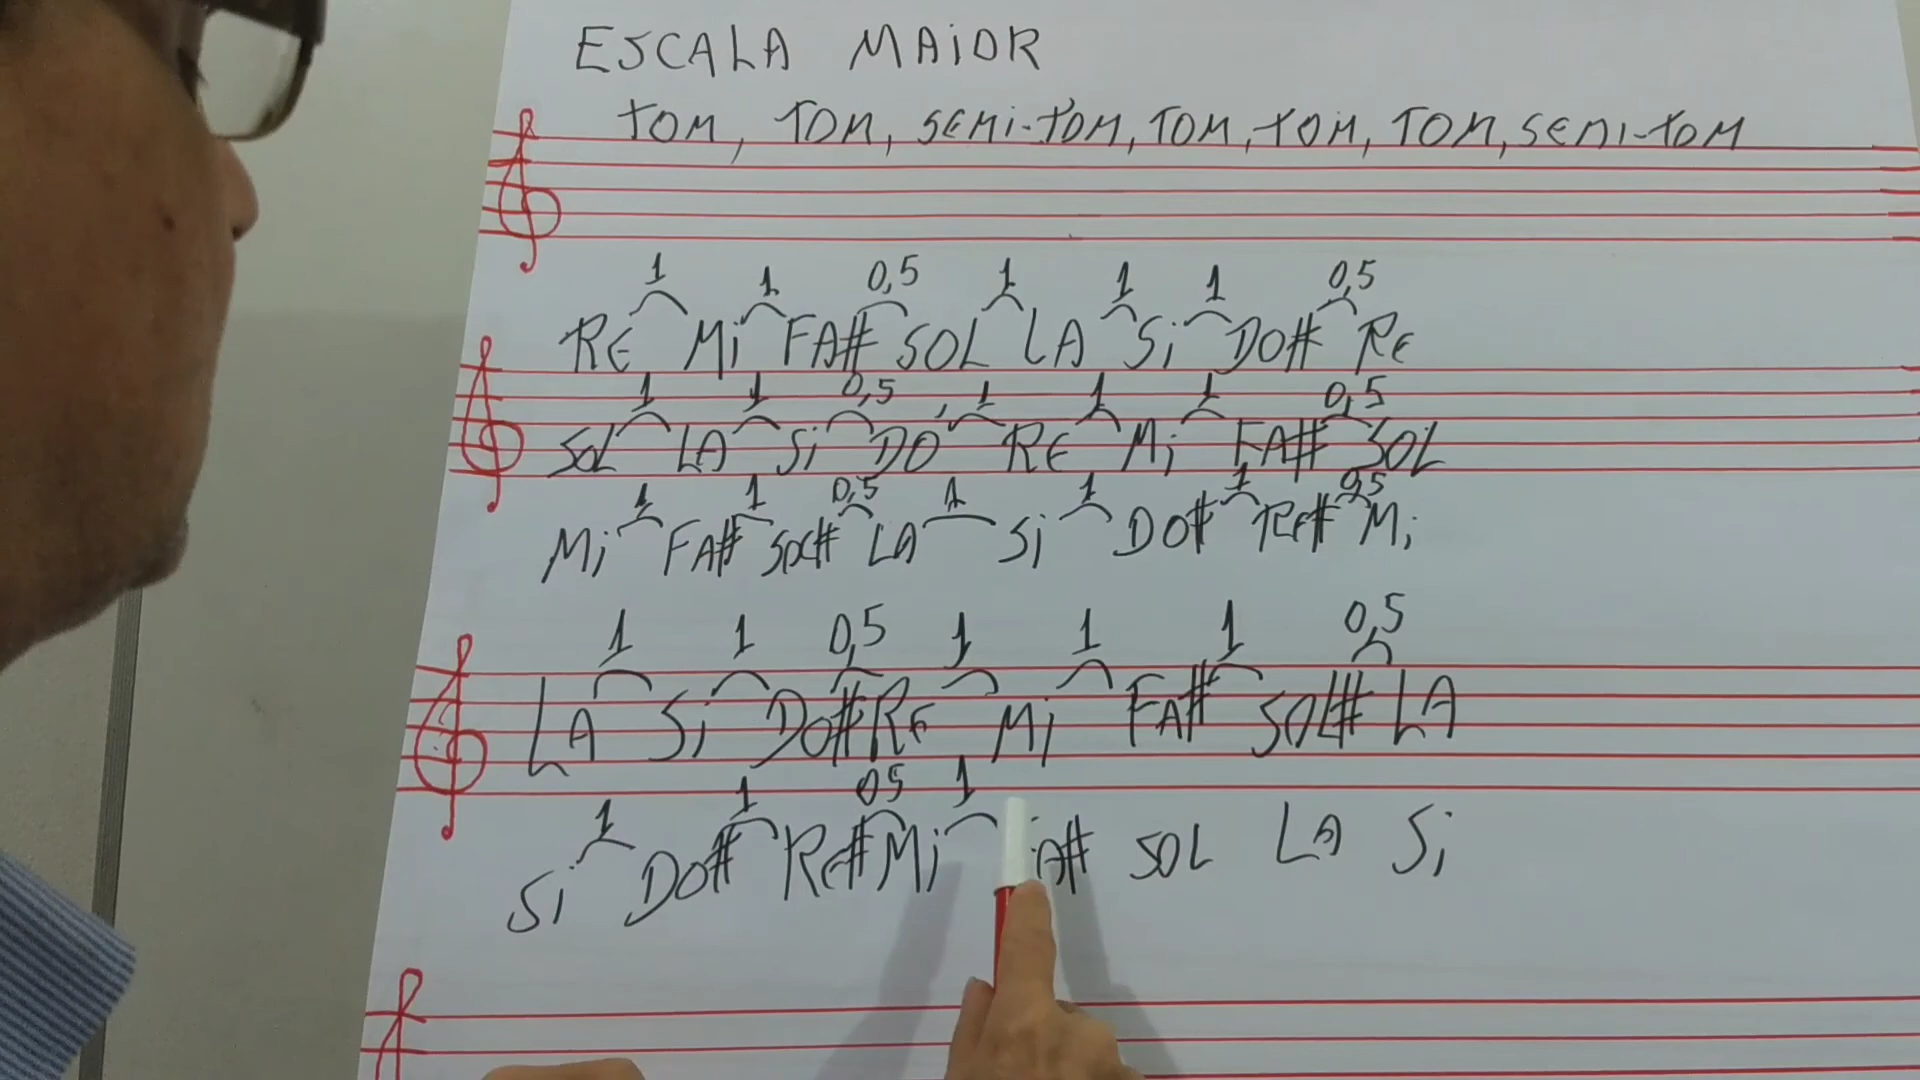 ESCALA MAIOR
TOM, TOM, SEMI-TOM, TOM, TOM, TOM, SEMI-TOM
1 1 0,5 1 1 1 0,5
RE Mi FA# SOL LA Si DO# RE
1 1 0,5 1 1 1 0,5
SOL LA Si DO RE Mi FA# SOL
1 1 0,5 1 1 1 0,5
Mi FA# SOL# LA Si DO# RE# Mi
1 1 0,5 1 1 1 0,5
LA Si DO# RE Mi FA# SOL# LA
1 1 05 1
Si DO# RE# Mi A# SOL LA Si